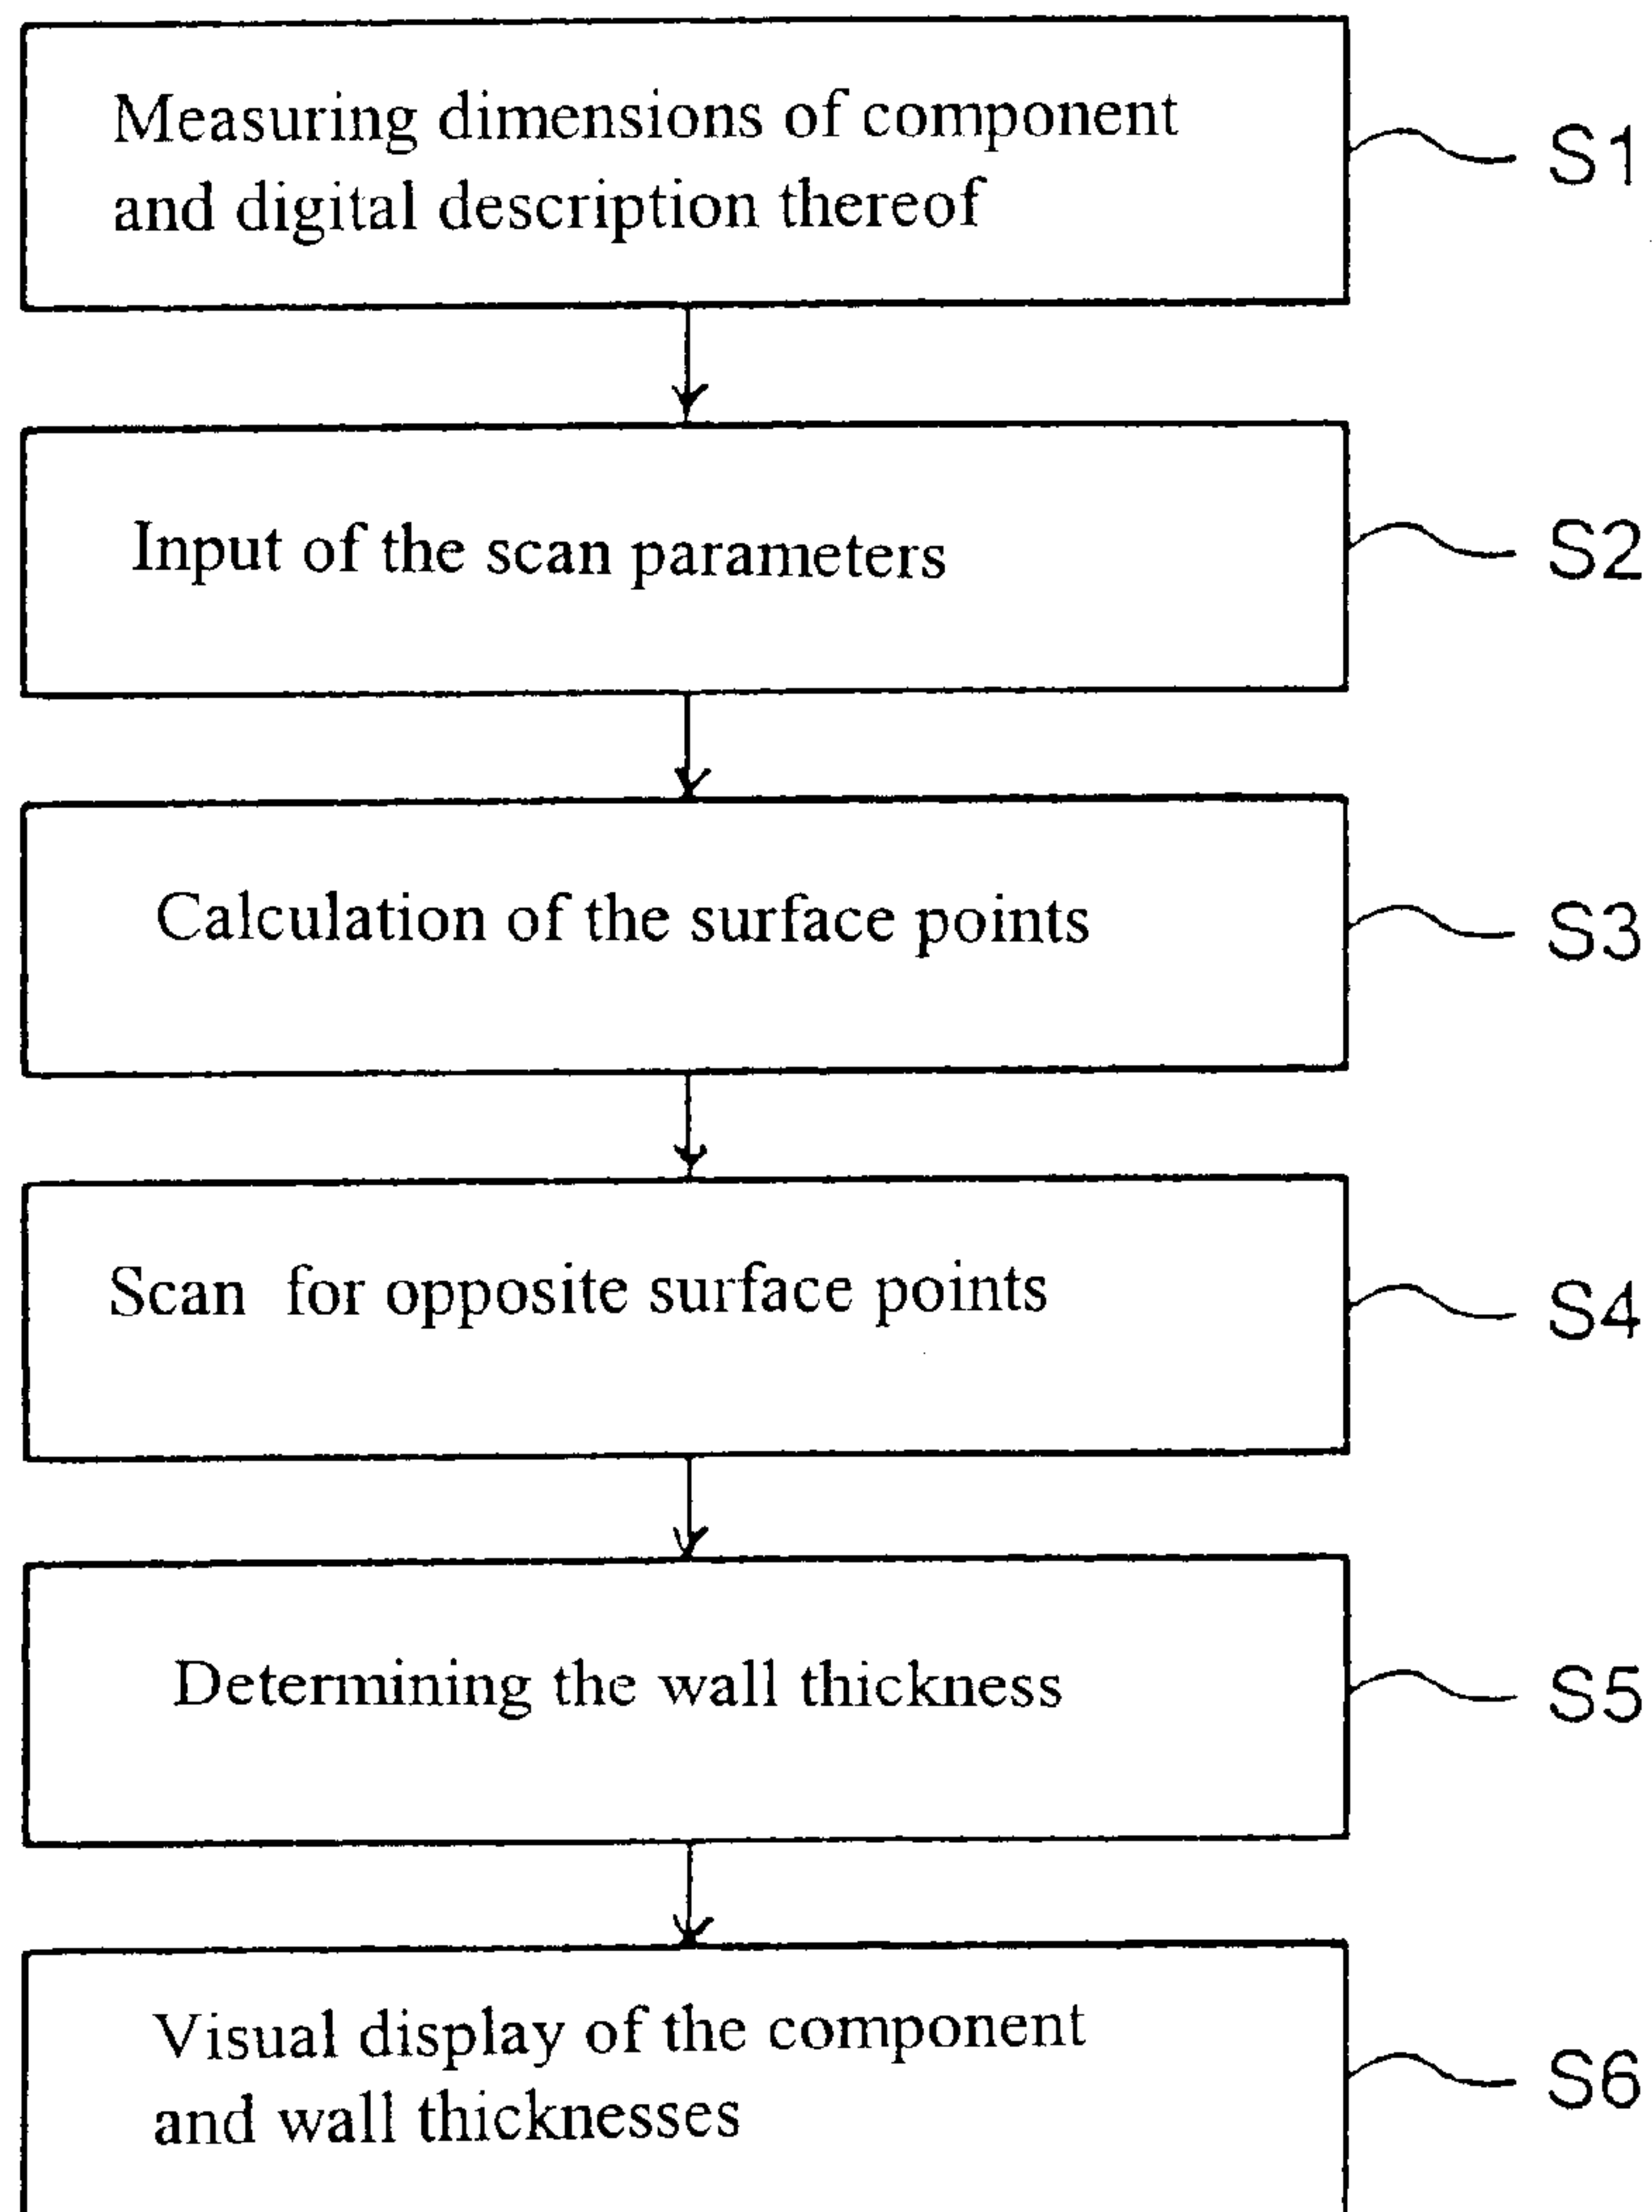 Measuring dimensions of component
and digital description thereof
S1
Input of the scan parameters
S2
Calculation of the surface points
S3
Scan for opposite surface points
S4
Determining the wall thickness
S5
Visual display of the component
and wall thicknesses
S6